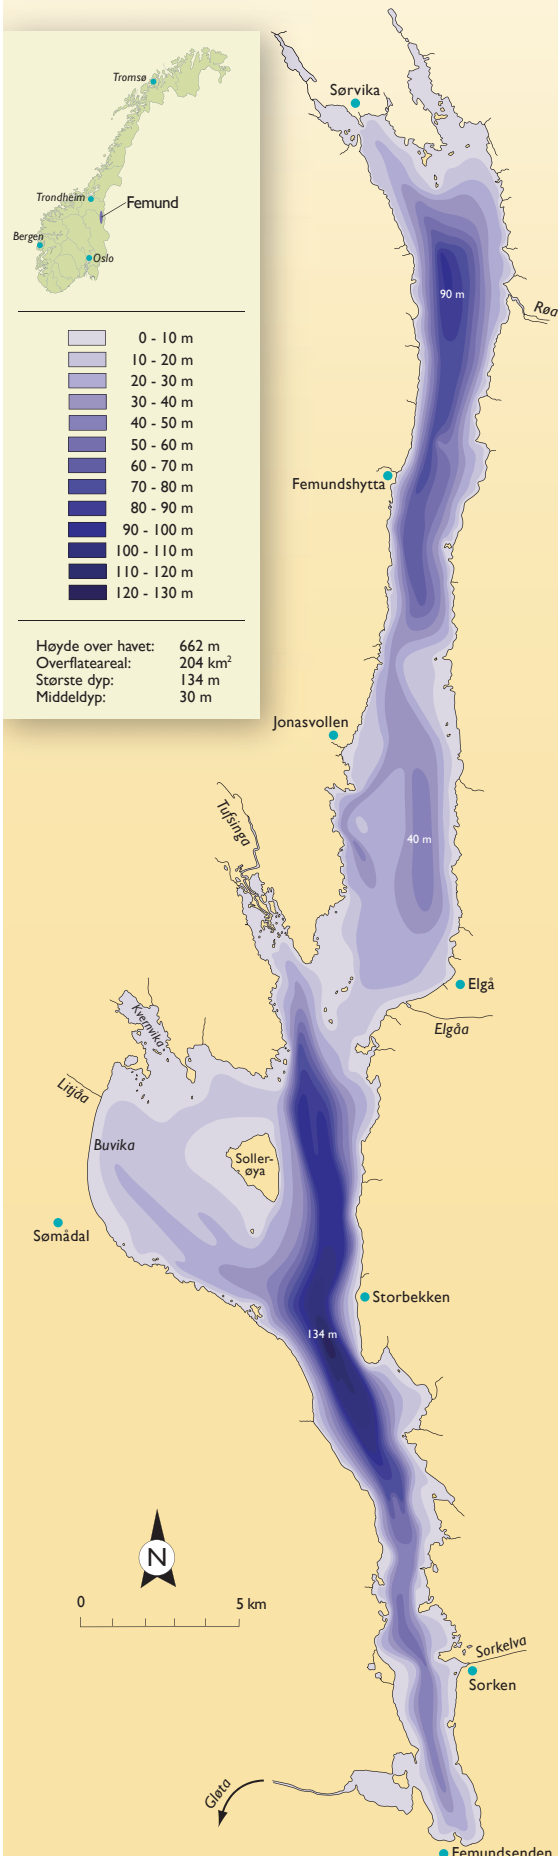 Tromsø
Trondheim
Femund
Bergen
Oslo
0 - 10 m
10 - 20 m
20 - 30 m
30 - 40 m
40 - 50 m
50 - 60 m
60 - 70 m
70 - 80 m
80 - 90 m
90 - 100 m
100 - 110 m
110 - 120 m
120 - 130 m
Høyde over havet: 662 m
Overflateareal: 204 km²
Største dyp: 134 m
Middeldyp: 30 m
Sørvika
90 m
Røa
Femundshytta
Jonasvollen
Tufsinga
40 m
Elgå
Elgåa
Kvernvika
Litjåa
Buvika
Soller-
øya
Sømådal
Storbekken
134 m
N
0 5 km
Sorkelva
Sorken
Gløta
Femundsenden